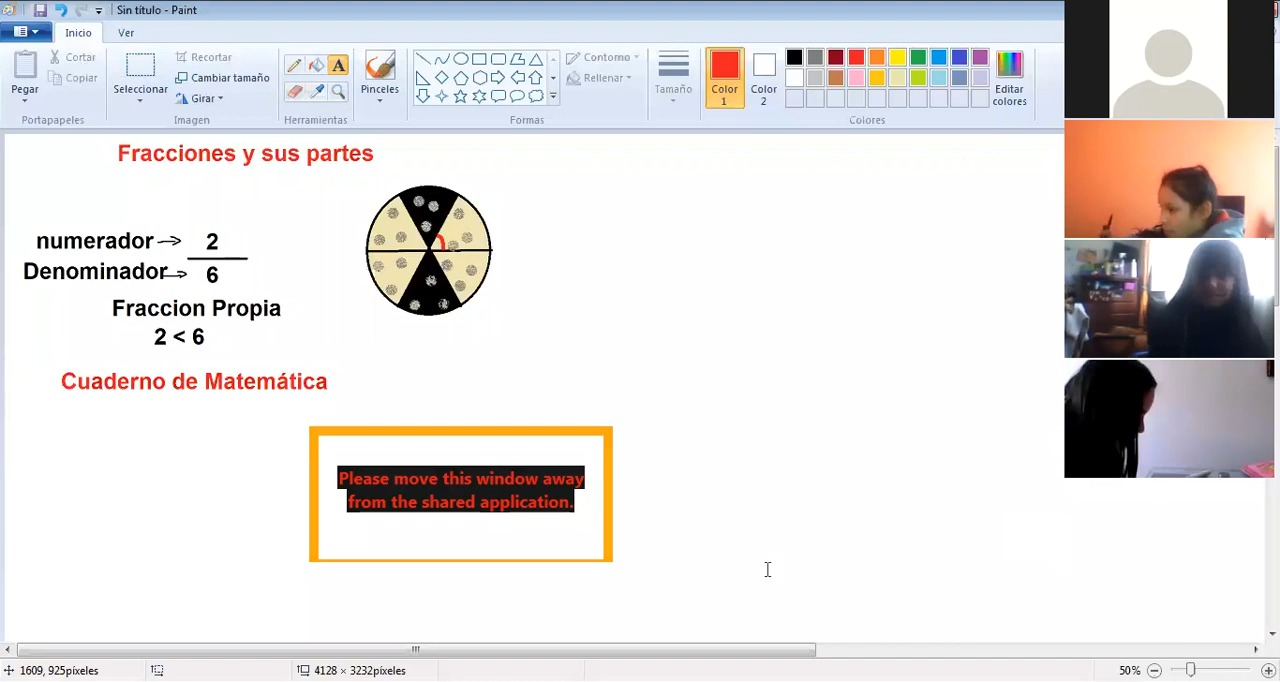 Sin título - Paint
Inicio Ver
Pegar
Cortar
Copiar
Portapapeles
Seleccionar
Recortar
Cambiar tamaño
Girar
Imagen
A
Herramientas
Pinceles
Contorno
Rellenar
Formas
Tamaño
Color
1
Color
2
Editar
colores
Colores
Fracciones y sus partes
numerador 2
Denominador 6
Fraccion Propia
2 < 6
Cuaderno de Matemática
Please move this window away
from the shared application.
1609, 925píxeles 4128 × 3232píxeles 50%